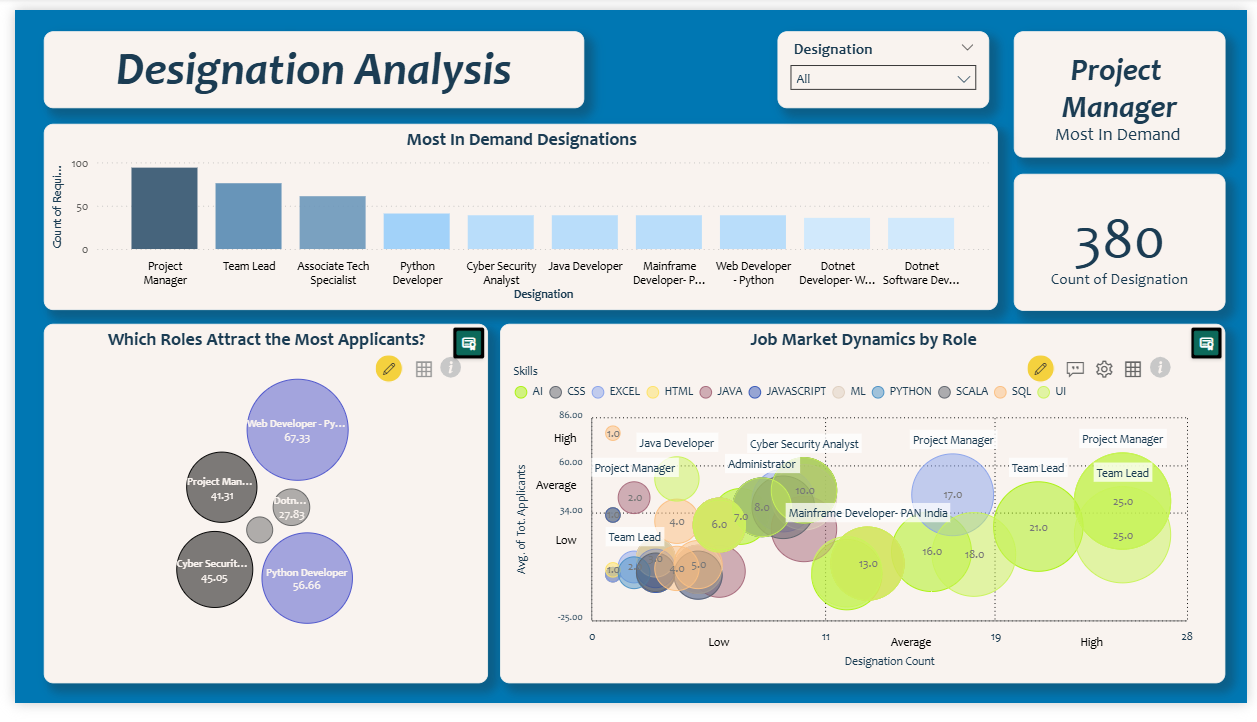 Designation Analysis
Designation
All
Project
Manager
Most In Demand
Most In Demand Designations
Count of Requi...
100
50
0
Project
Manager
Team Lead
Associate Tech
Specialist
Python
Developer
Cyber Security
Analyst
Java Developer
Mainframe
Developer- P...
Web Developer
- Python
Dotnet
Developer- W...
Dotnet
Software Dev...
Designation
380
Count of Designation
Which Roles Attract the Most Applicants?
Web Developer - Py...
67.33
Project Man...
41.31
Dotn...
27.83
Cyber Securit...
45.05
Python Developer
56.66
Job Market Dynamics by Role
Skills
AI CSS EXCEL HTML JAVA JAVASCRIPT ML PYTHON SCALA SQL UI
Avg. of Tot. Applicants
86.00
High
60.00
Average
34.00
Low
-25.00
1.0
Java Developer
Cyber Security Analyst
Project Manager
Project Manager
Project Manager
Administrator
Team Lead
Team Lead
2.0
10.0
17.0
25.0
Mainframe Developer- PAN India
4.0
6.0
7.0
8.0
21.0
25.0
Team Lead
1.0
4.0
5.0
13.0
16.0
18.0
0
Low
11
Average
19
High
28
Designation Count